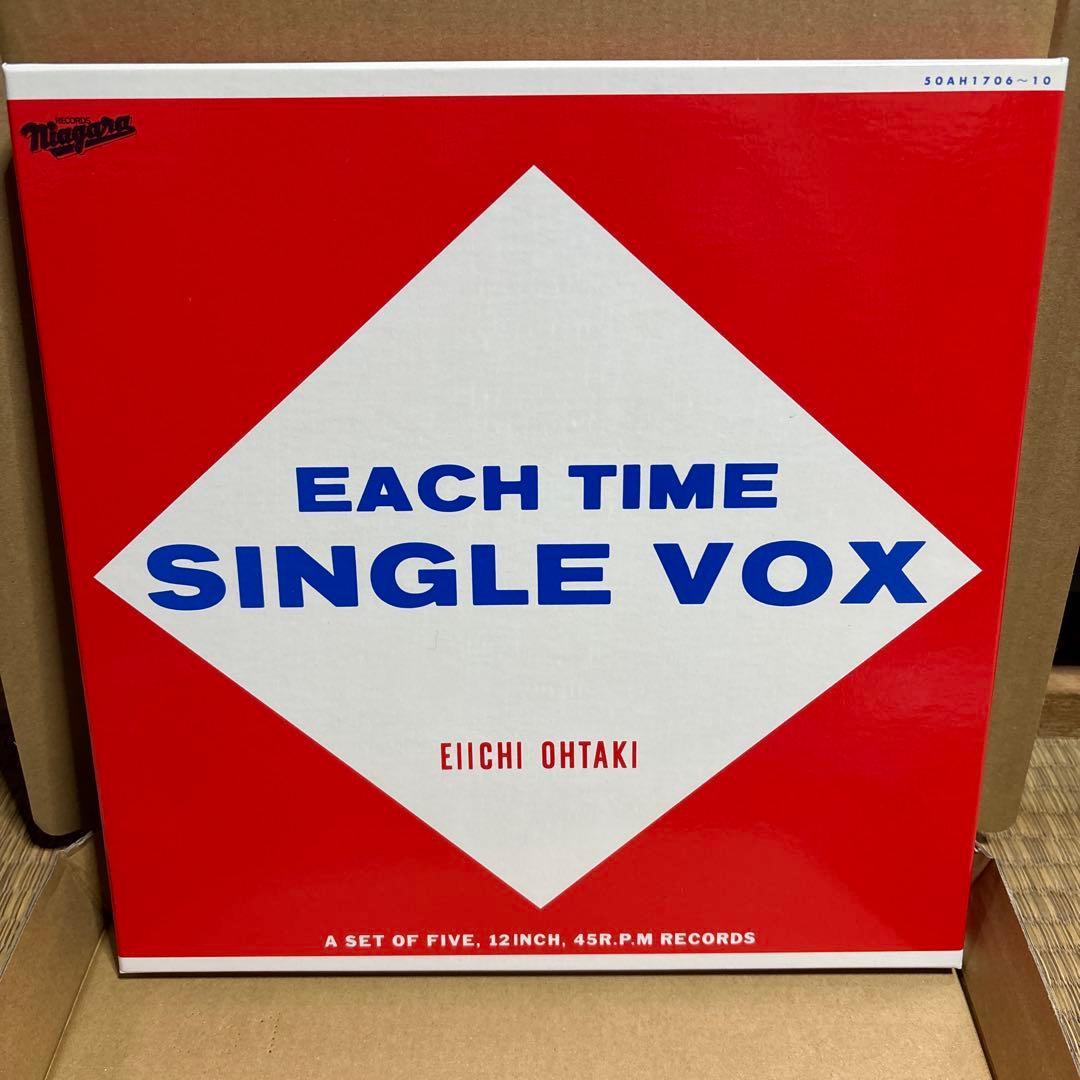 50AH1706~10
RECORDS
Niagara
EACH TIME
SINGLE VOX
EIICHI OHTAKI
A SET OF FIVE, 12INCH, 45R.P.M RECORDS